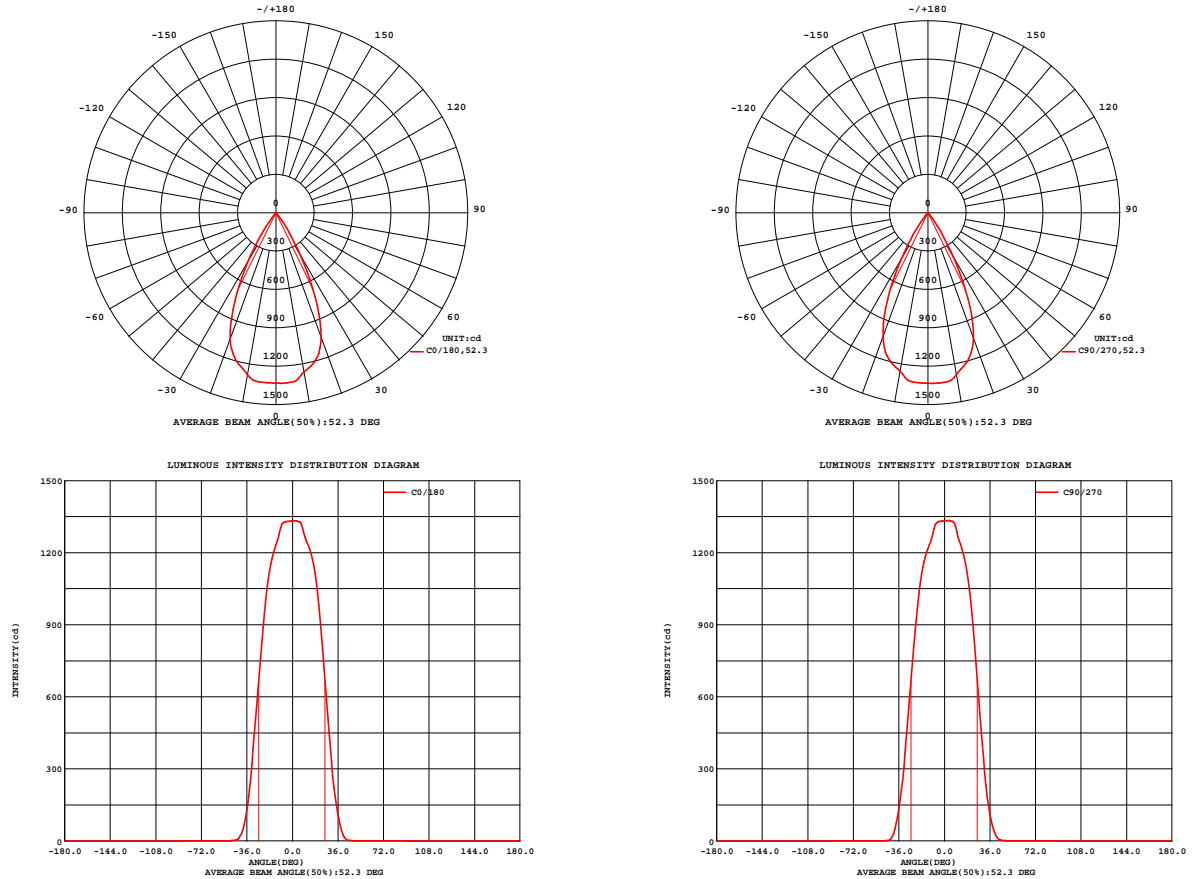 -/+180
-150 150
-120 120
-90 90
-60 60
-30 30
0
0
300
600
900
1200
1500
UNIT:cd
C0/180,52.3
AVERAGE BEAM ANGLE(50%):52.3 DEG
-/+180
-150 150
-120 120
-90 90
-60 60
-30 30
0
0
300
600
900
1200
1500
UNIT:cd
C90/270,52.3
AVERAGE BEAM ANGLE(50%):52.3 DEG
LUMINOUS INTENSITY DISTRIBUTION DIAGRAM
C0/180
INTENSITY(cd)
1500
1200
900
600
300
0
-180.0 -144.0 -108.0 -72.0 -36.0 0.0 36.0 72.0 108.0 144.0 180.0
ANGLE(DEG)
AVERAGE BEAM ANGLE(50%):52.3 DEG
LUMINOUS INTENSITY DISTRIBUTION DIAGRAM
C90/270
INTENSITY(cd)
1500
1200
900
600
300
0
-180.0 -144.0 -108.0 -72.0 -36.0 0.0 36.0 72.0 108.0 144.0 180.0
ANGLE(DEG)
AVERAGE BEAM ANGLE(50%):52.3 DEG